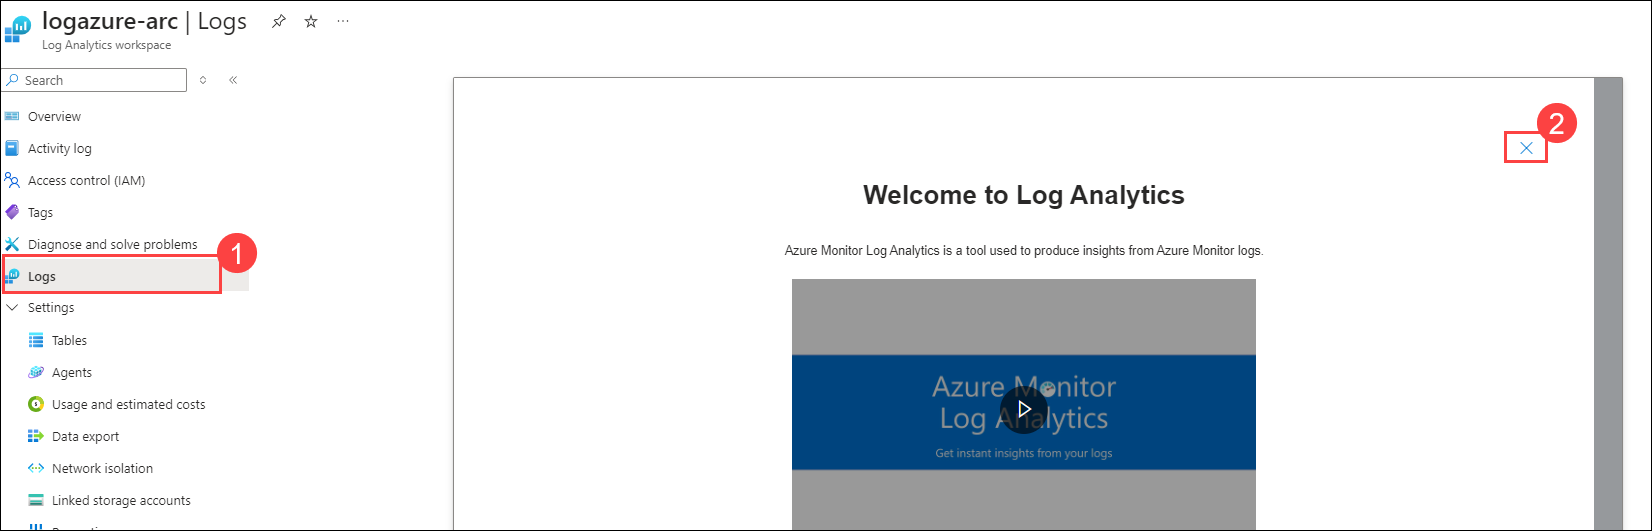 logazure-arc | Logs
Log Analytics workspace
Search
Overview
Activity log
Access control (IAM)
Tags
Diagnose and solve problems
1
Logs
Settings
Tables
Agents
Usage and estimated costs
Data export
Network isolation
Linked storage accounts
2
Welcome to Log Analytics
Azure Monitor Log Analytics is a tool used to produce insights from Azure Monitor logs.
Azure Monitor
Log Analytics
Get instant insights from your logs